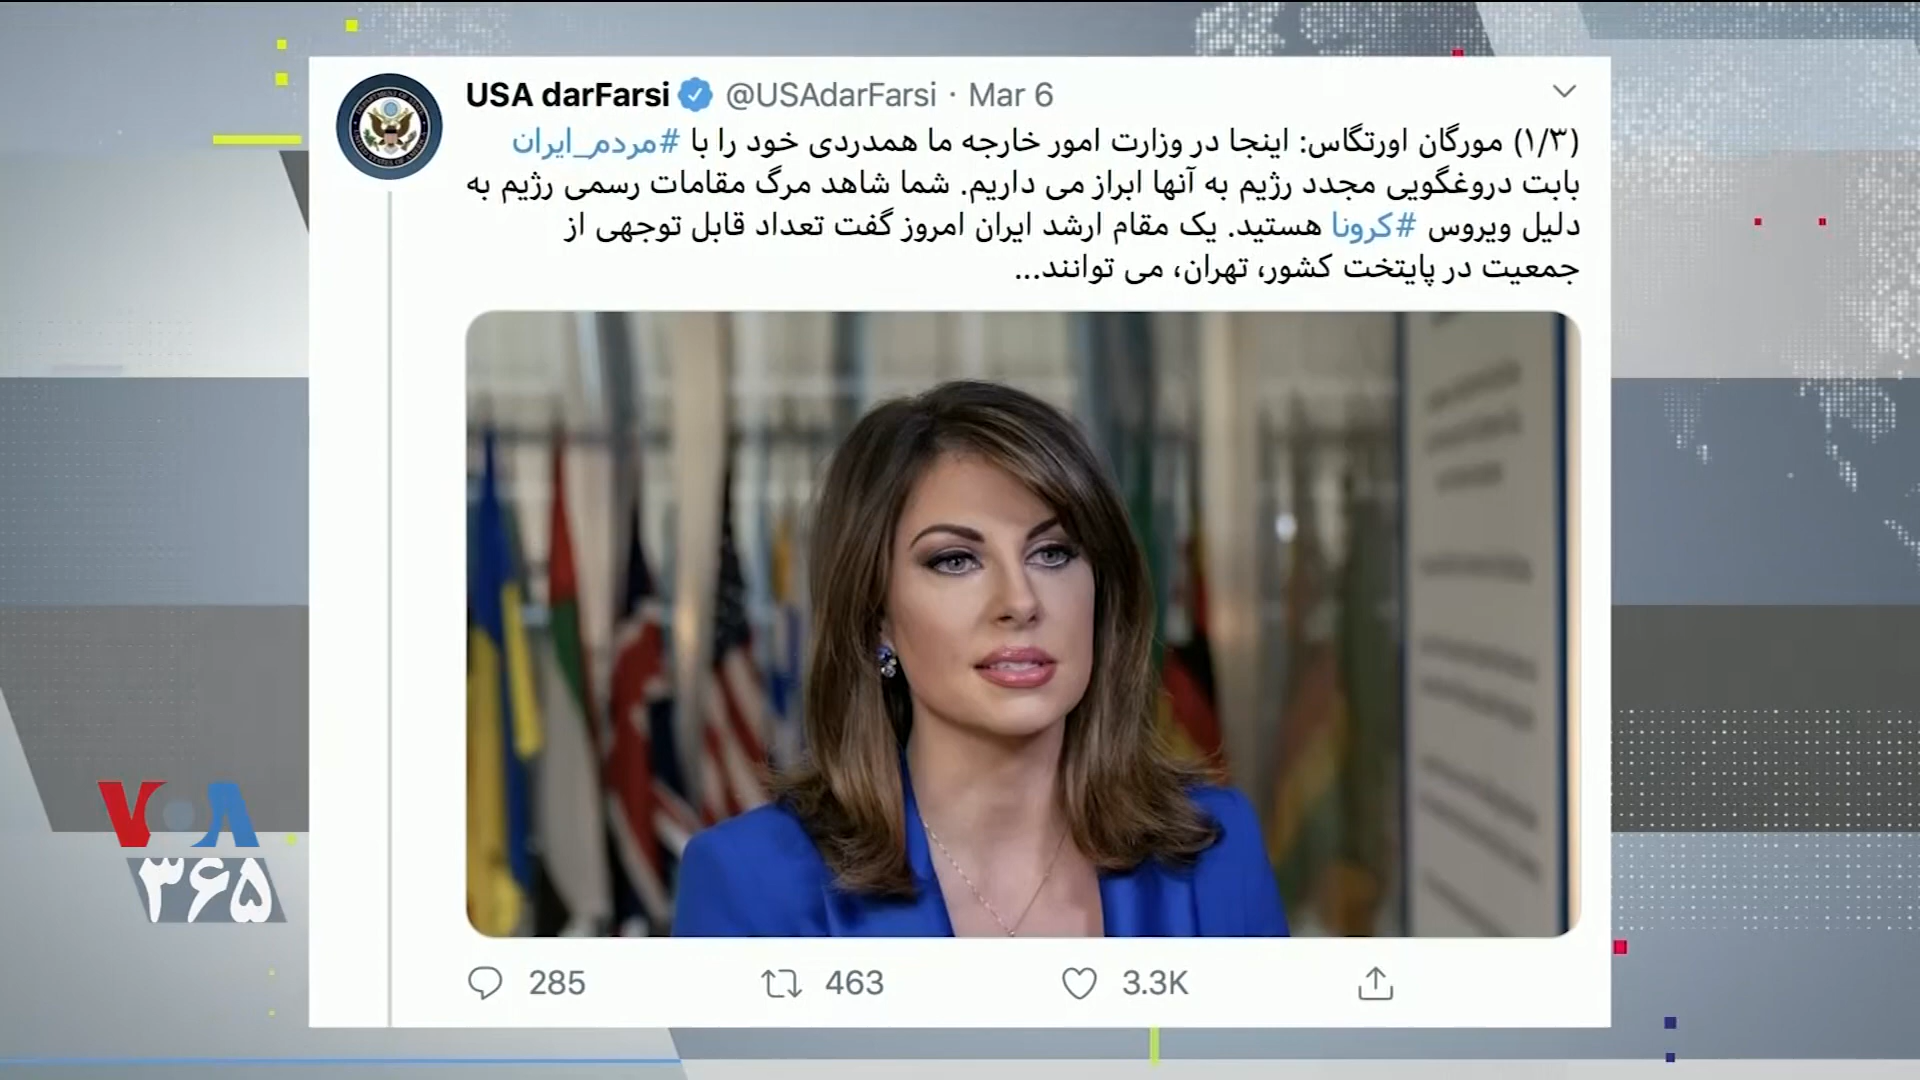 USA darFarsi @USAdarFarsi · Mar 6
(۱/۳) مورگان اورتگاس: اینجا در وزارت امور خارجه ما همدردی خود را با #مردم_ایران
بابت دروغگویی مجدد رژیم به آنها ابراز می داریم. شما شاهد مرگ مقامات رسمی رژیم به
دلیل ویروس #کرونا هستید. یک مقام ارشد ایران امروز گفت تعداد قابل توجهی از
جمعیت در پایتخت کشور، تهران، می توانند...
285 463 3.3K
VOA
۳۶۵